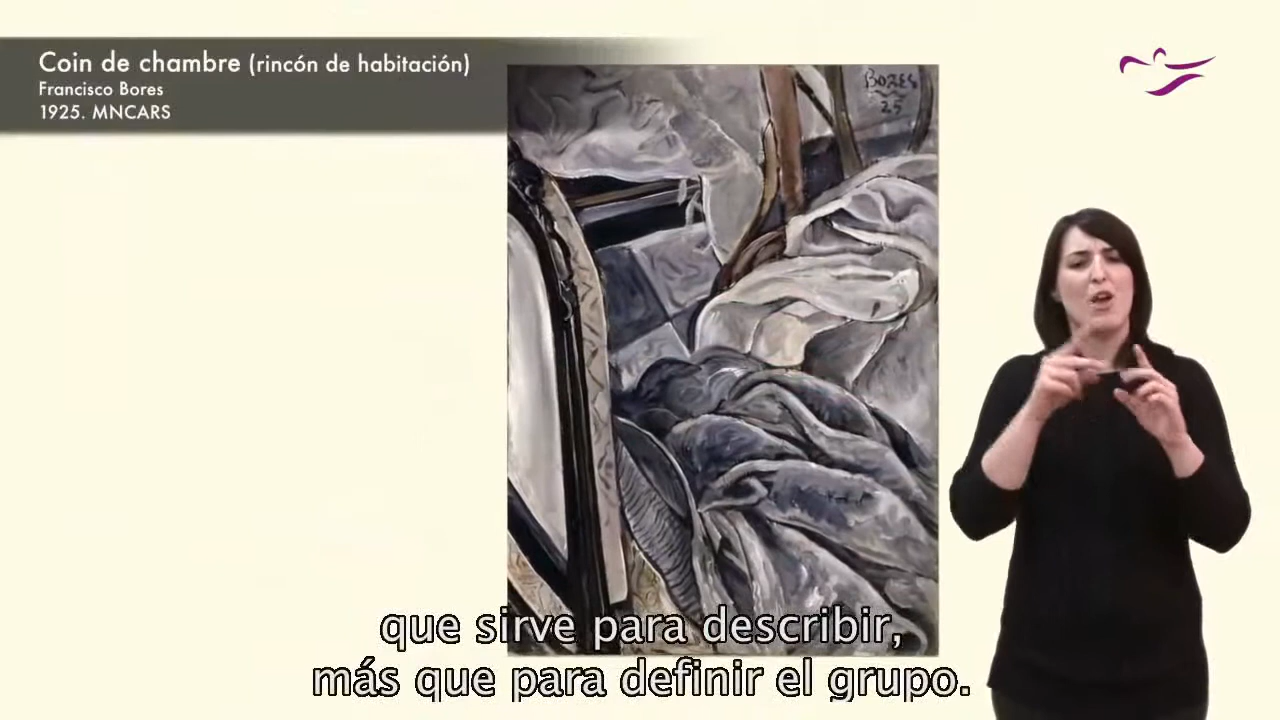 Coin de chambre (rincón de habitación)
Francisco Bores
1925. MNCARS
BORES
25
que sirve para describir,
más que para definir el grupo.